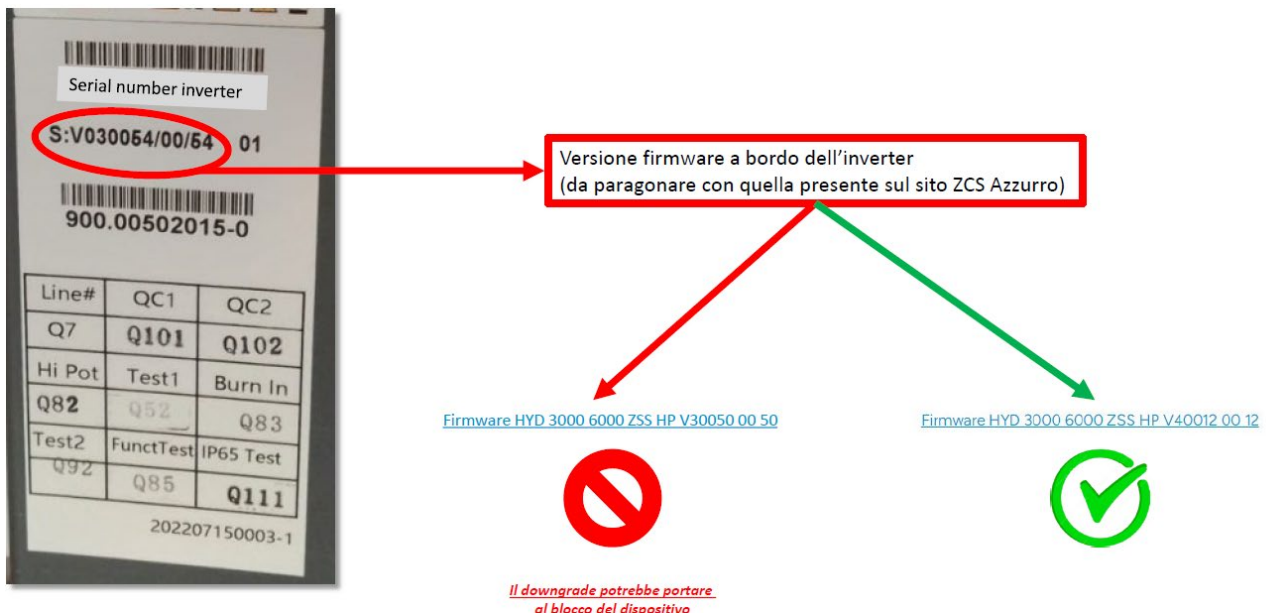 Serial number inverter
S:V030054/00/54 01
900.00502015-0
Line# QC1 QC2
Q7 Q101 Q102
Hi Pot Test1 Burn In
Q82 Q52 Q83
Test2 FunctTest IP65 Test
Q92 Q85 Q111
202207150003-1
Versione firmware a bordo dell'inverter
(da paragonare con quella presente sul sito ZCS Azzurro)
Firmware HYD 3000 6000 ZSS HP V30050 00 50
Firmware HYD 3000 6000 ZSS HP V40012 00 12
Il downgrade potrebbe portare
al blocco del dispositivo